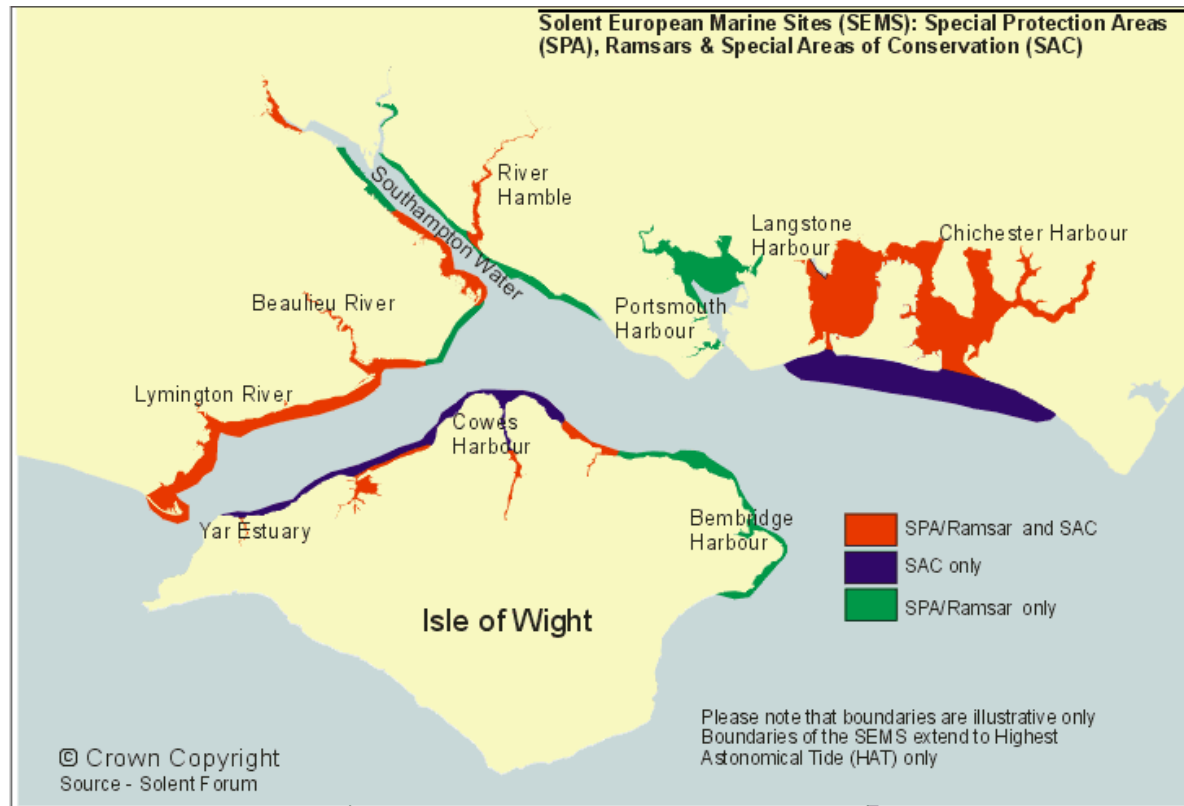 Solent European Marine Sites (SEMS): Special Protection Areas
(SPA), Ramsars & Special Areas of Conservation (SAC)
River
Hamble
Southampton Water
Langstone
Harbour
Chichester Harbour
Beaulieu River
Portsmouth
Harbour
Lymington River
Cowes
Harbour
Yar Estuary
Bembridge
Harbour
SPA/Ramsar and SAC
SAC only
SPA/Ramsar only
Isle of Wight
Please note that boundaries are illustrative only
Boundaries of the SEMS extend to Highest
Astonomical Tide (HAT) only
© Crown Copyright
Source - Solent Forum